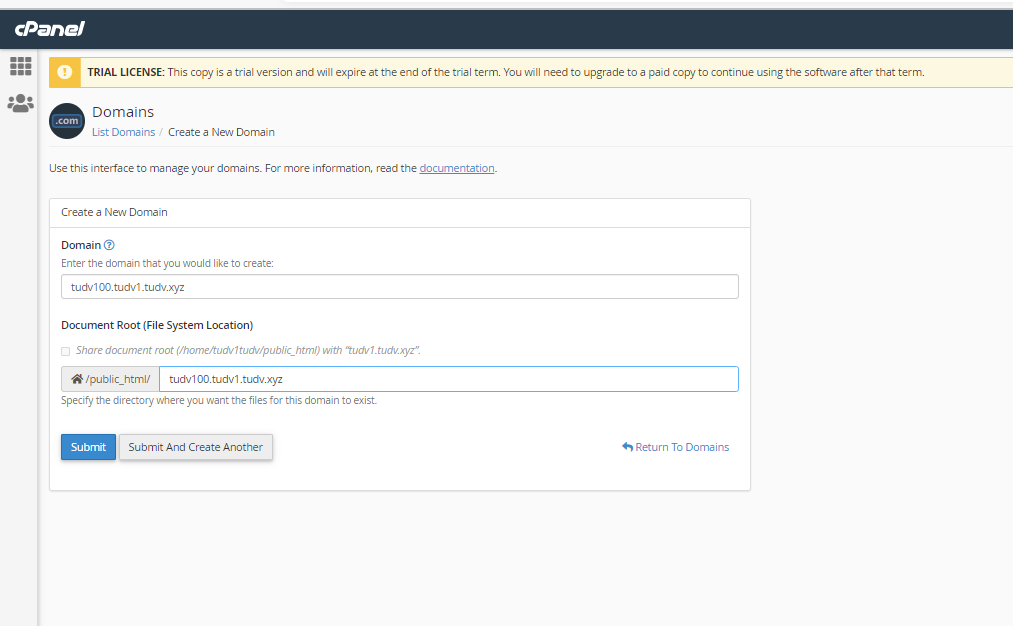 cPanel
TRIAL LICENSE: This copy is a trial version and will expire at the end of the trial term. You will need to upgrade to a paid copy to continue using the software after that term.
.com
Domains
List Domains / Create a New Domain
Use this interface to manage your domains. For more information, read the documentation.
Create a New Domain
Domain ?
Enter the domain that you would like to create:
tudv100.tudv1.tudv.xyz
Document Root (File System Location)
Share document root (/home/tudv1tudv/public_html) with “tudv1.tudv.xyz”.
/public_html/ tudv100.tudv1.tudv.xyz
Specify the directory where you want the files for this domain to exist.
Submit Submit And Create Another Return To Domains